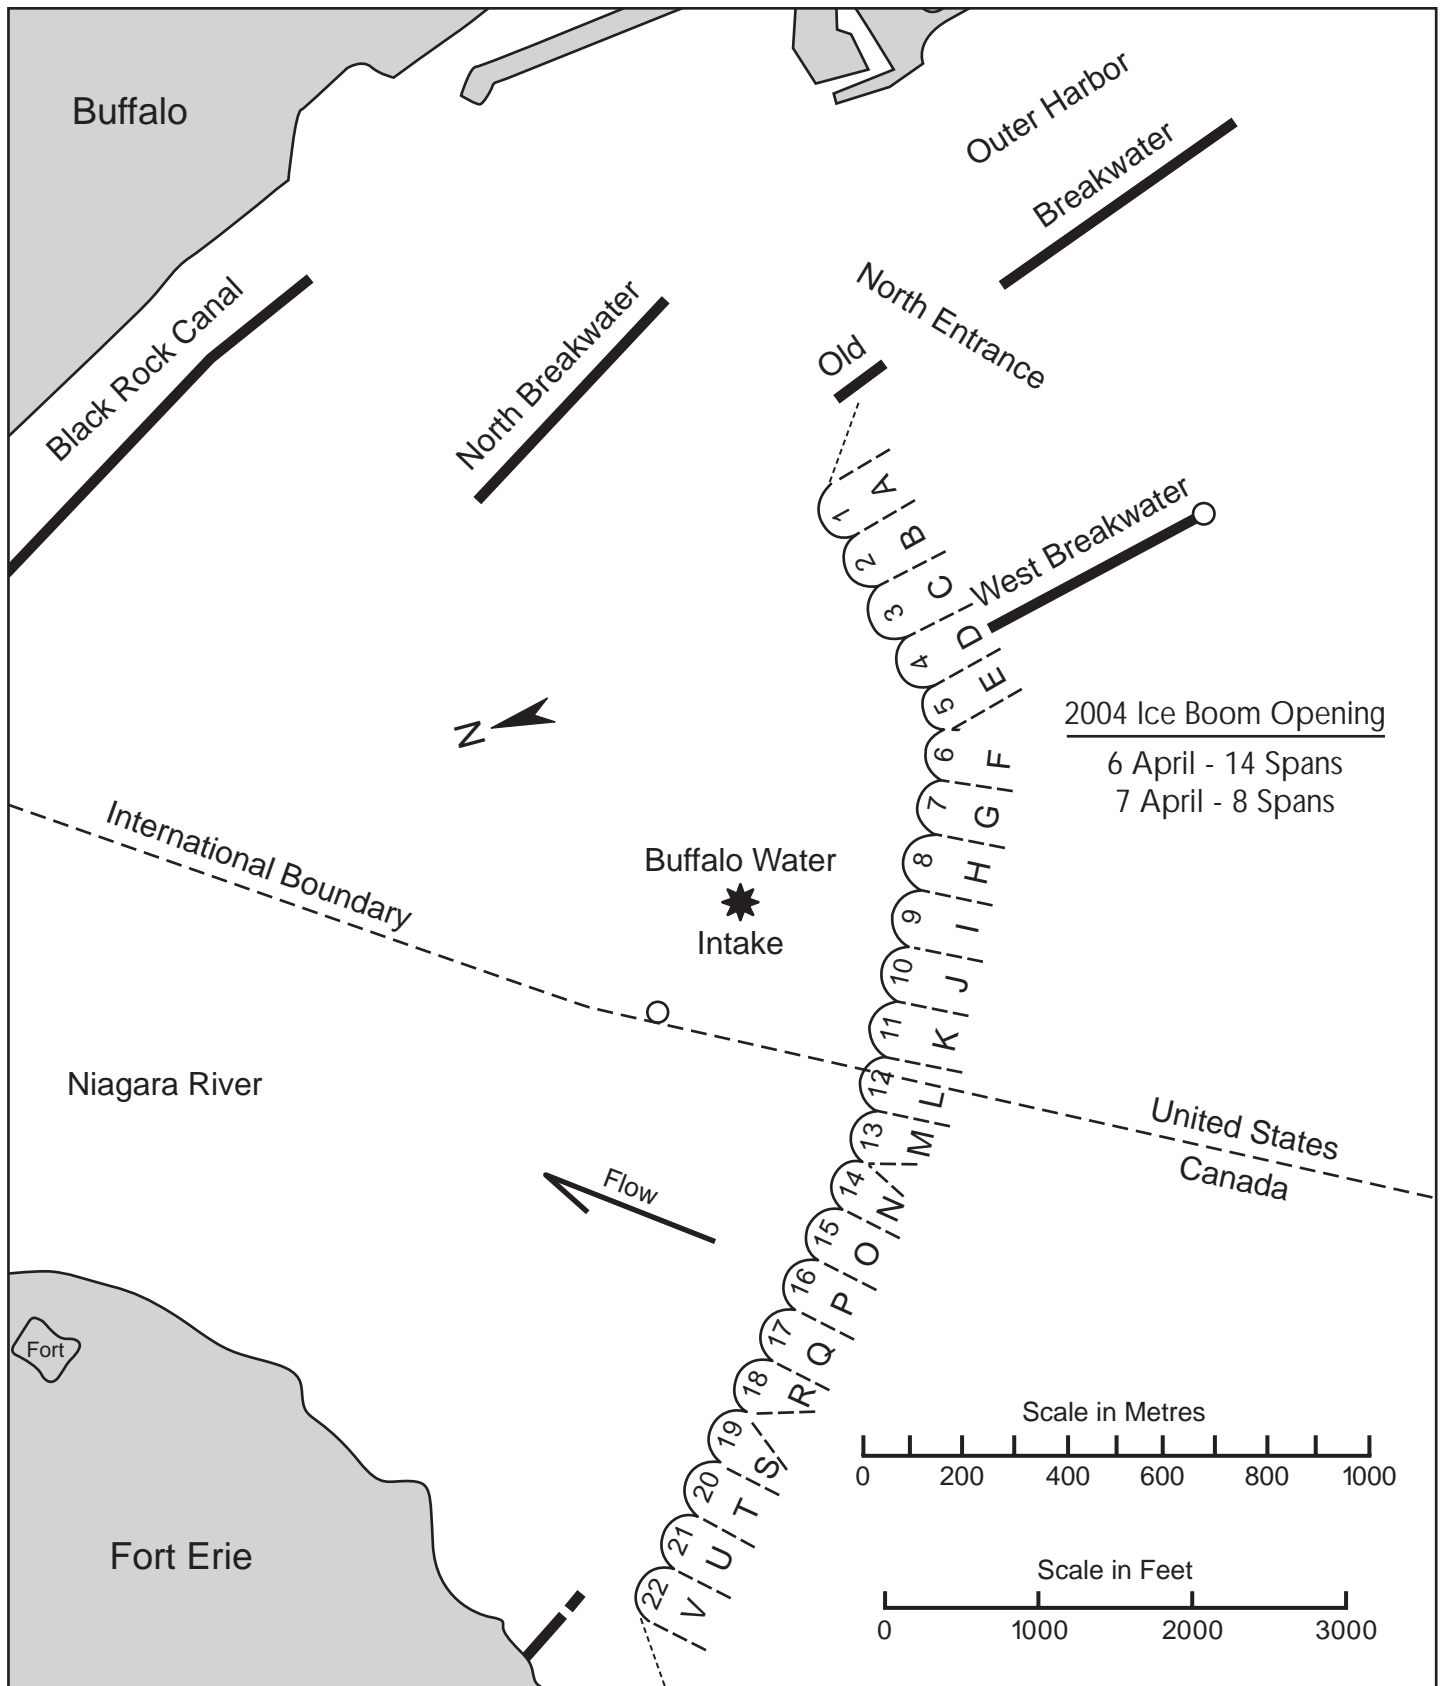 Buffalo
Outer Harbor
Breakwater
Black Rock Canal
North Breakwater
North Entrance
Old
West Breakwater
1
A
2
B
3
C
4
D
5
E
6
F
7
G
8
H
9
I
10
J
11
K
12
L
13
M
14
N
15
O
16
P
17
Q
18
R
19
S
20
T
21
U
22
V
2004 Ice Boom Opening
6 April - 14 Spans
7 April - 8 Spans
N
International Boundary
Buffalo Water
Intake
Niagara River
United States
Canada
Flow
Fort
Fort Erie
Scale in Metres
0 200 400 600 800 1000
Scale in Feet
0 1000 2000 3000